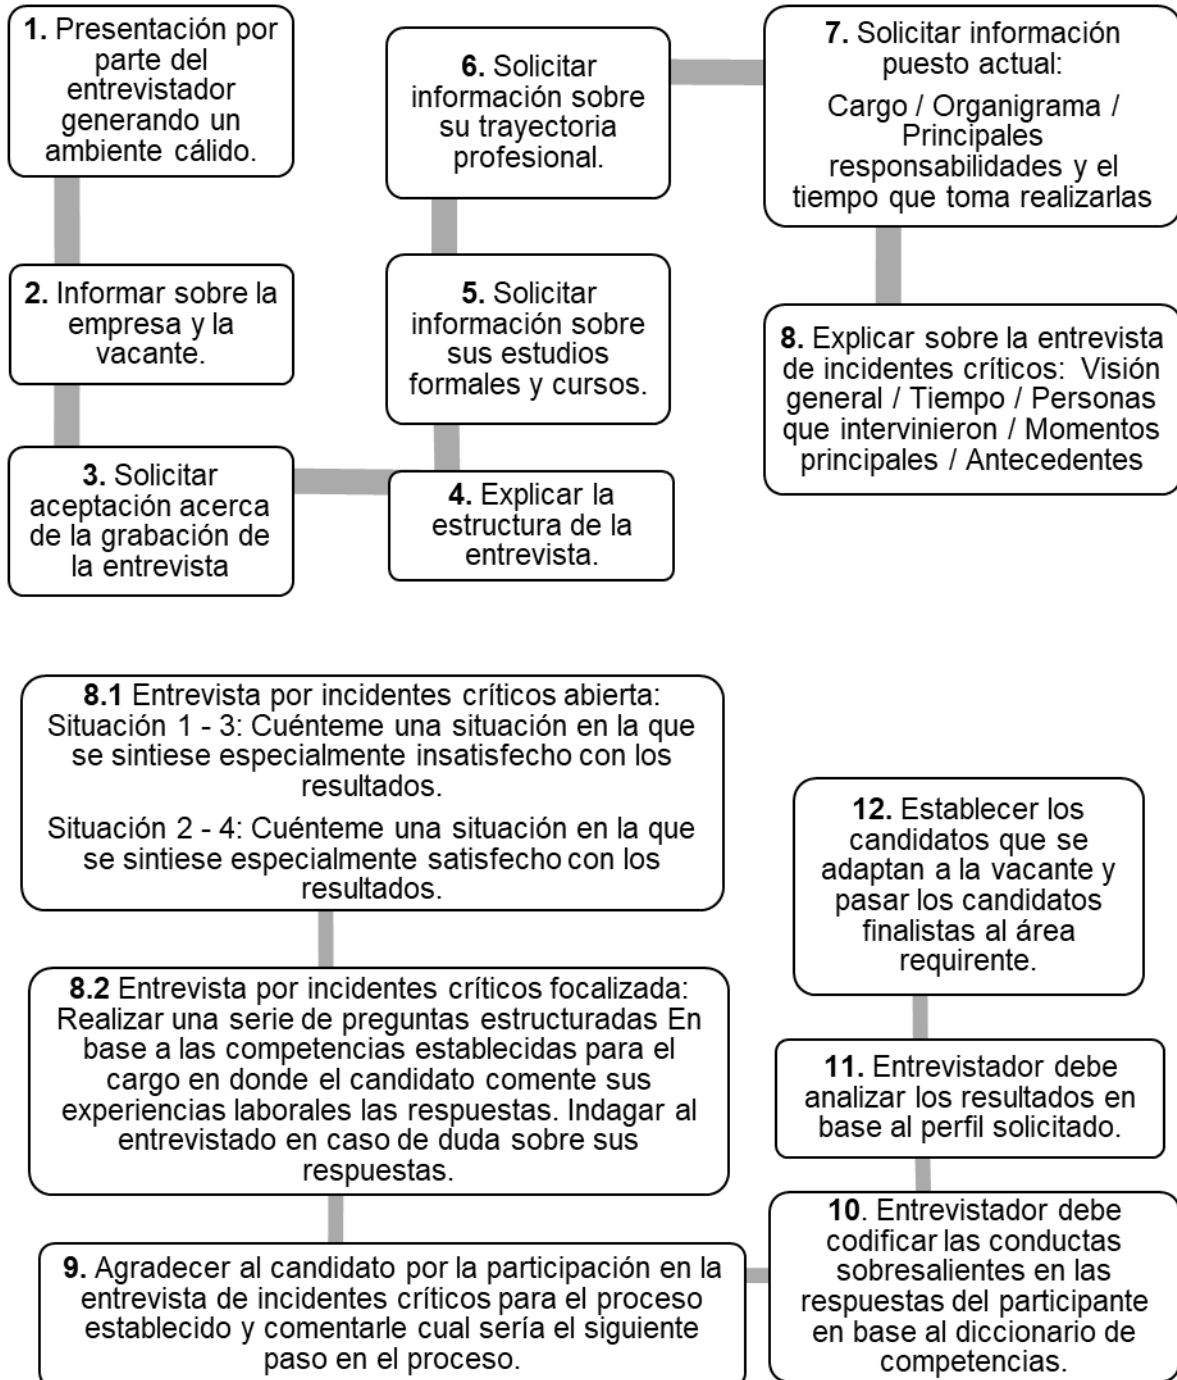 1. Presentación por
parte del
entrevistador
generando un
ambiente cálido.
2. Informar sobre la
empresa y la
vacante.
3. Solicitar
aceptación acerca
de la grabación de
la entrevista
4. Explicar la
estructura de la
entrevista.
5. Solicitar
información sobre
sus estudios
formales y cursos.
6. Solicitar
información sobre
su trayectoria
profesional.
7. Solicitar información
puesto actual:
Cargo / Organigrama /
Principales
responsabilidades y el
tiempo que toma realizarlas
8. Explicar sobre la entrevista
de incidentes críticos: Visión
general / Tiempo / Personas
que intervinieron / Momentos
principales / Antecedentes
8.1 Entrevista por incidentes críticos abierta:
Situación 1 - 3: Cuénteme una situación en la que
se sintiese especialmente insatisfecho con los
resultados.
Situación 2 - 4: Cuénteme una situación en la que
se sintiese especialmente satisfecho con los
resultados.
8.2 Entrevista por incidentes críticos focalizada:
Realizar una serie de preguntas estructuradas En
base a las competencias establecidas para el
cargo en donde el candidato comente sus
experiencias laborales las respuestas. Indagar al
entrevistado en caso de duda sobre sus
respuestas.
9. Agradecer al candidato por la participación en la
entrevista de incidentes críticos para el proceso
establecido y comentarle cual sería el siguiente
paso en el proceso.
10. Entrevistador debe
codificar las conductas
sobresalientes en las
respuestas del participante
en base al diccionario de
competencias.
11. Entrevistador debe
analizar los resultados en
base al perfil solicitado.
12. Establecer los
candidatos que se
adaptan a la vacante y
pasar los candidatos
finalistas al área
requirente.